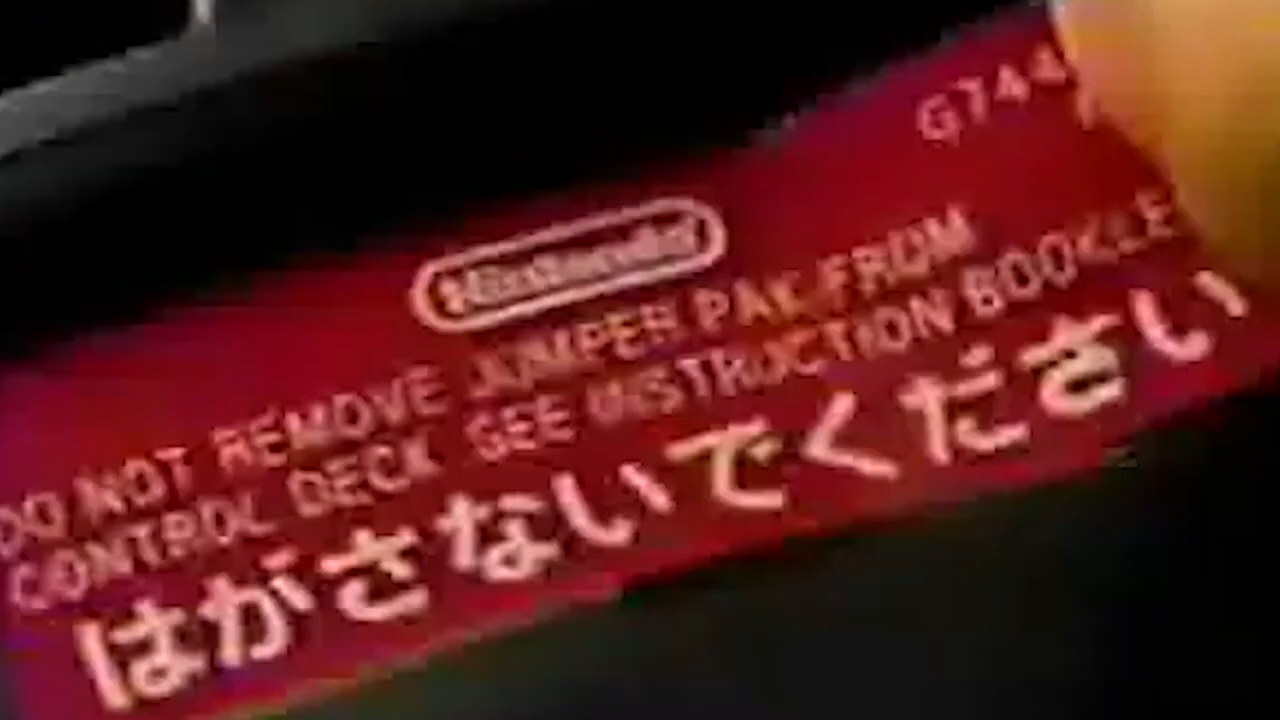 G744
Nintendo
DO NOT REMOVE JUMPER PAK FROM
CONTROL DECK SEE INSTRUCTION BOOKLE
はがさないでください